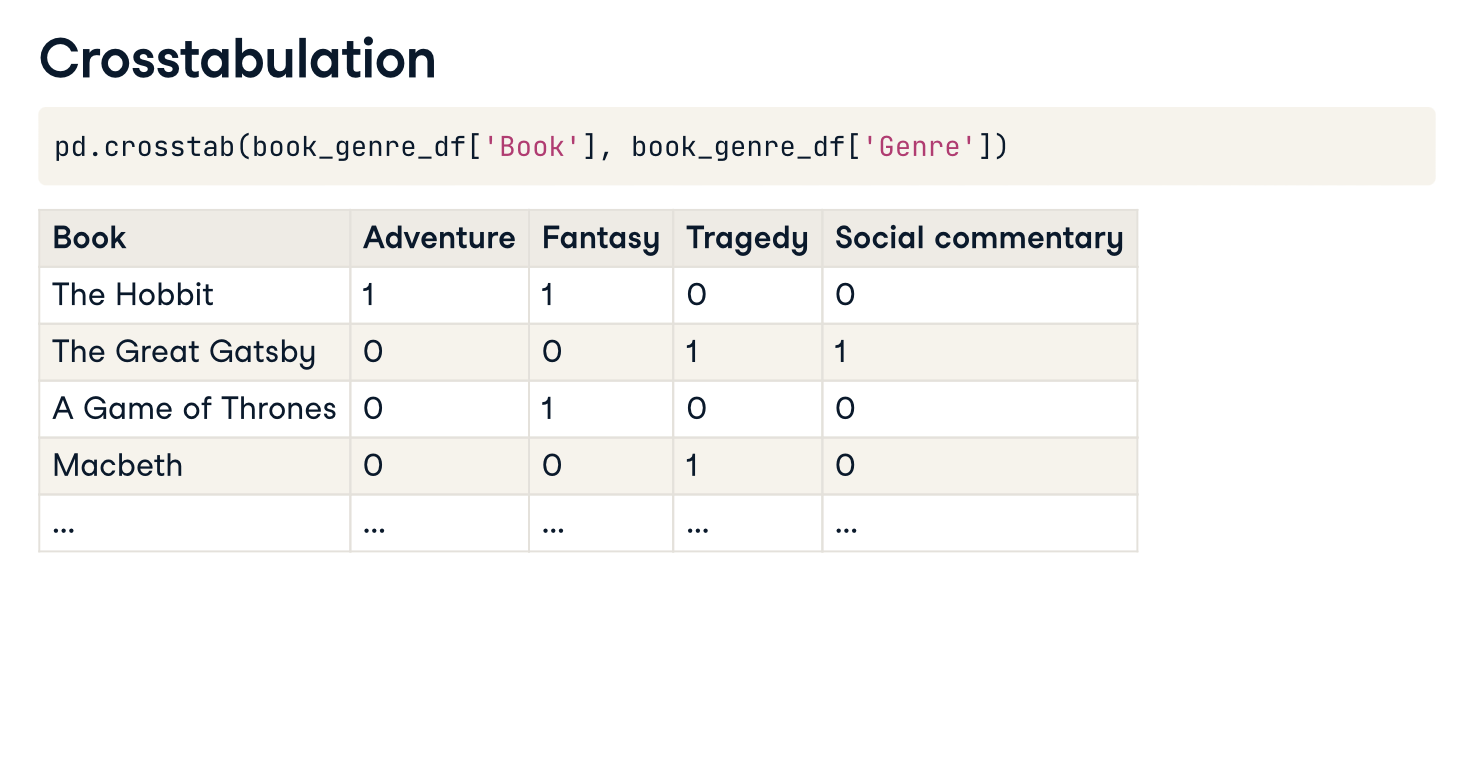 Crosstabulation
pd.crosstab(book_genre_df['Book'], book_genre_df['Genre'])
Book Adventure Fantasy Tragedy Social commentary
The Hobbit 1 1 0 0
The Great Gatsby 0 0 1 1
A Game of Thrones 0 1 0 0
Macbeth 0 0 1 0
... ... ... ... ...